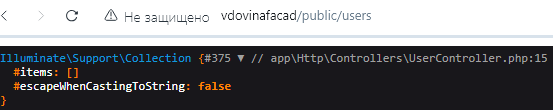 Не защищено vdovinafacad/public/users
Illuminate\Support\Collection {#375 ▼ // app\Http\Controllers\UserController.php:15
#items: []
#escapeWhenCastingToString: false
}